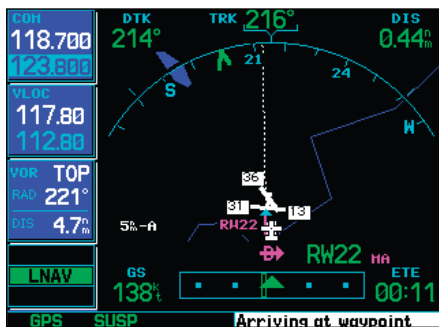 COM
118.700
123.800
VLOC
117.80
112.80
VOR TOP
RAD 221°
DIS 4.7nm
LNAV
GPS SUSP
DTK
214°
TRK 216°
DIS
0.44nm
21
24
S
W
36
31
13
RW22
5nm-A
RW22 MA
GS
138kt
ETE
00:11
Arriving at waypoint